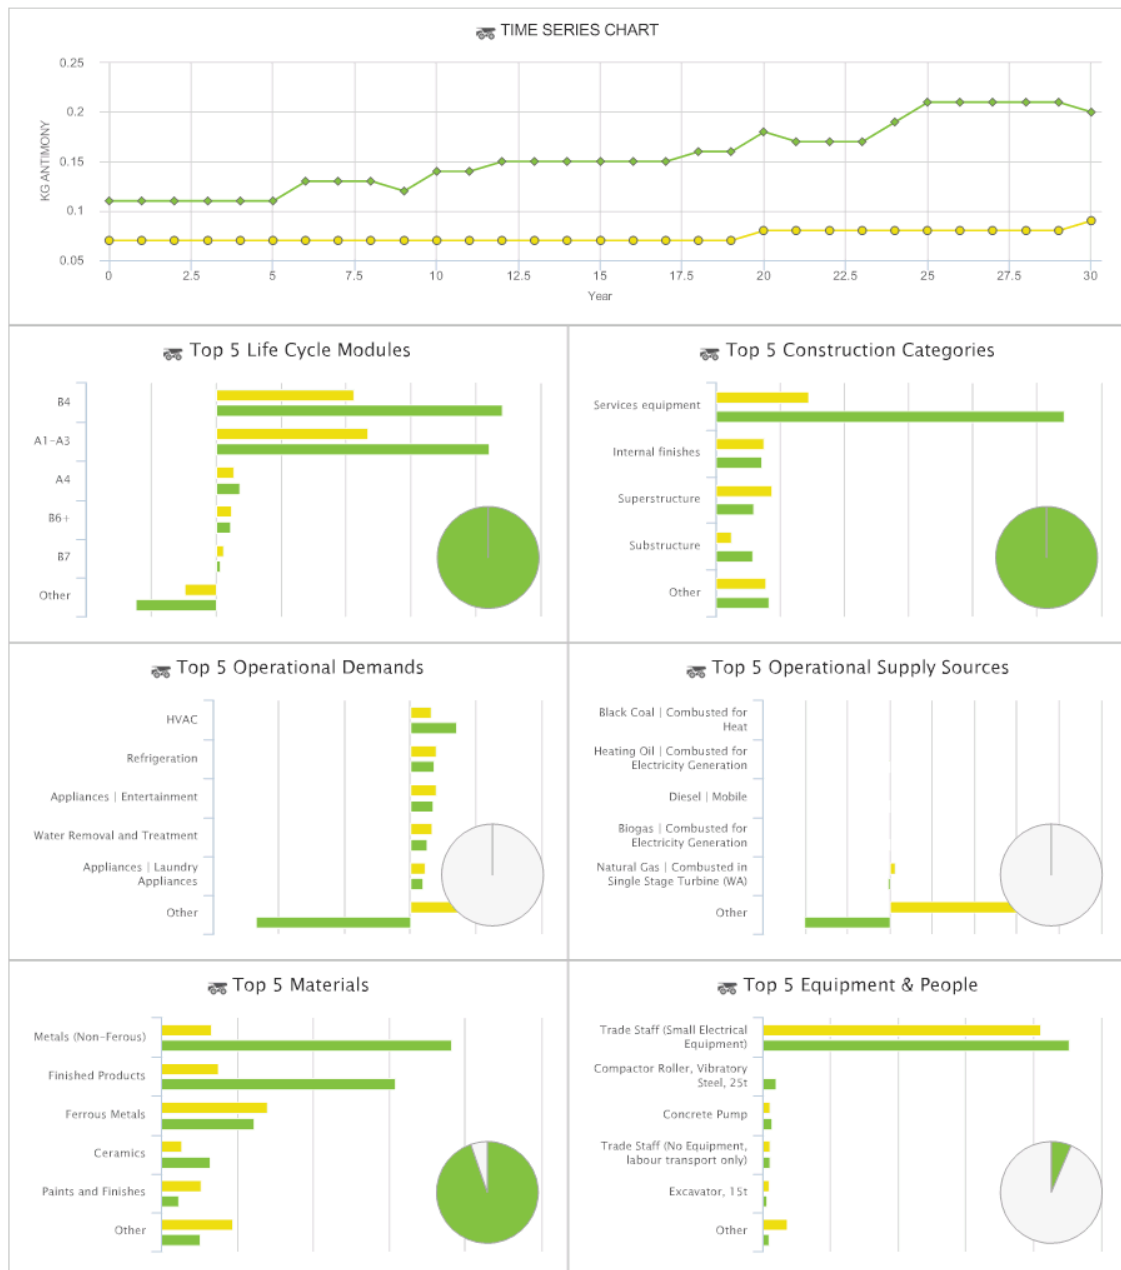 TIME SERIES CHART
0.25
0.2
0.15
0.1
0.05
KG ANTIMONY
0 2.5 5 7.5 10 12.5 15 17.5 20 22.5 25 27.5 30
Year
Top 5 Life Cycle Modules
B4
A1-A3
A4
B6+
B7
Other
Top 5 Construction Categories
Services equipment
Internal finishes
Superstructure
Substructure
Other
Top 5 Operational Demands
HVAC
Refrigeration
Appliances | Entertainment
Water Removal and Treatment
Appliances | Laundry
Appliances
Other
Top 5 Operational Supply Sources
Black Coal | Combusted for
Heat
Heating Oil | Combusted for
Electricity Generation
Diesel | Mobile
Biogas | Combusted for
Electricity Generation
Natural Gas | Combusted in
Single Stage Turbine (WA)
Other
Top 5 Materials
Metals (Non-Ferous)
Finished Products
Ferrous Metals
Ceramics
Paints and Finishes
Other
Top 5 Equipment & People
Trade Staff (Small Electrical
Equipment)
Compactor Roller, Vibratory
Steel, 25t
Concrete Pump
Trade Staff (No Equipment,
labour transport only)
Excavator, 15t
Other